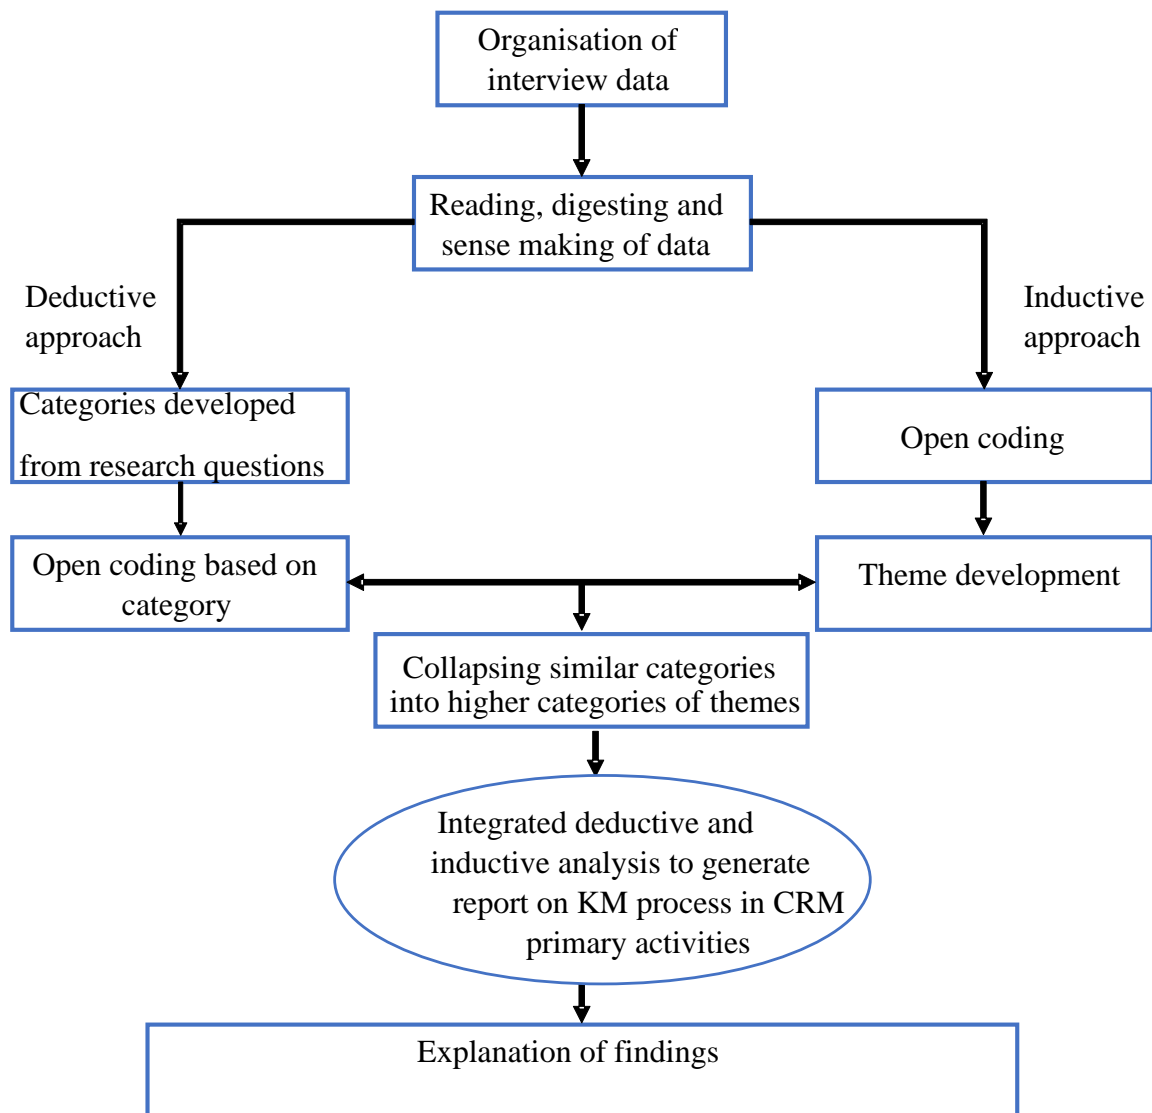 Organisation of
interview data
Reading, digesting and
sense making of data
Deductive
approach
Inductive
approach
Categories developed
from research questions
Open coding
Open coding based on
category
Theme development
Collapsing similar categories
into higher categories of themes
Integrated deductive and
inductive analysis to generate
report on KM process in CRM
primary activities
Explanation of findings